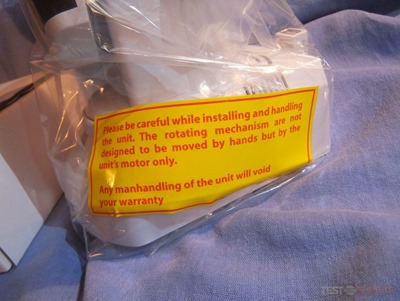 Please be careful while installing and handling
the unit. The rotating mechanism are not
designed to be moved by hands but by the
unit's motor only.
Any manhandling of the unit will void
your warranty